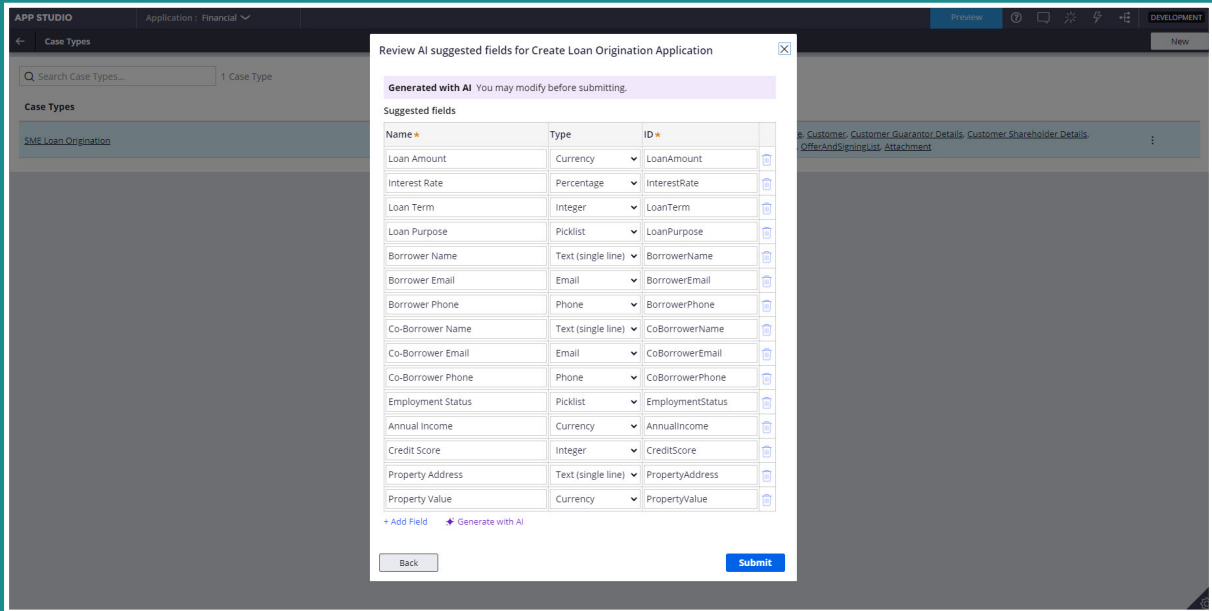 APP STUDIO Application : Financial Preview DEVELOPMENT
Case Types New
Search Case Types... 1 Case Type
Case Types
SME Loan Origination
Customer, Customer Guarantor Details, Customer Shareholder Details,
OfferAndSigningList, Attachment
Review AI suggested fields for Create Loan Origination Application
Generated with AI You may modify before submitting.
Suggested fields
Name* Type ID*
Loan Amount Currency LoanAmount
Interest Rate Percentage InterestRate
Loan Term Integer LoanTerm
Loan Purpose Picklist LoanPurpose
Borrower Name Text (single line) BorrowerName
Borrower Email Email BorrowerEmail
Borrower Phone Phone BorrowerPhone
Co-Borrower Name Text (single line) CoBorrowerName
Co-Borrower Email Email CoBorrowerEmail
Co-Borrower Phone Phone CoBorrowerPhone
Employment Status Picklist EmploymentStatus
Annual Income Currency AnnualIncome
Credit Score Integer CreditScore
Property Address Text (single line) PropertyAddress
Property Value Currency PropertyValue
+ Add Field Generate with AI
Back Submit